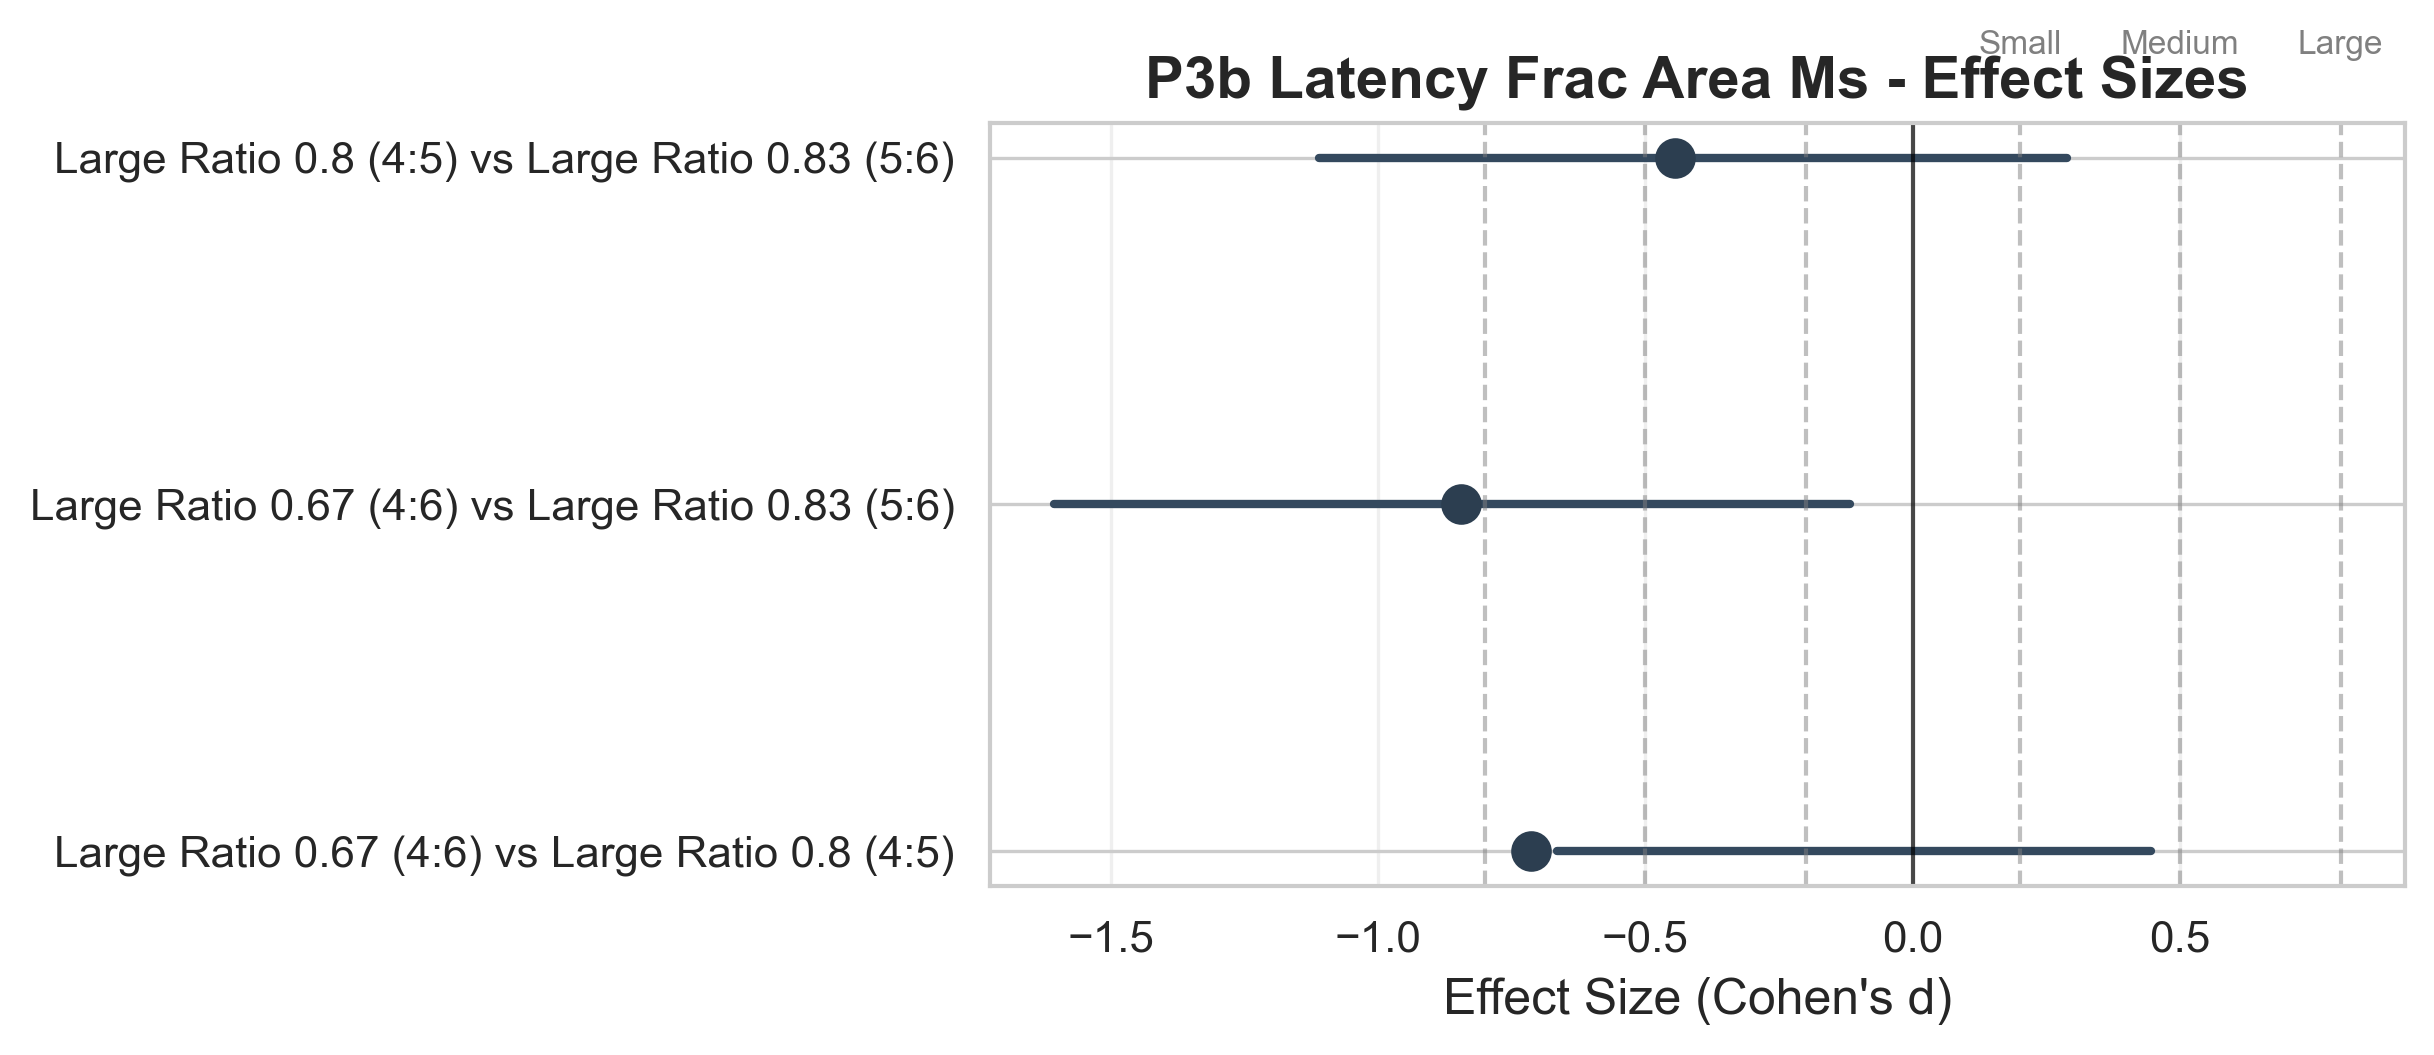 Small Medium Large
P3b Latency Frac Area Ms - Effect Sizes
Large Ratio 0.8 (4:5) vs Large Ratio 0.83 (5:6)
Large Ratio 0.67 (4:6) vs Large Ratio 0.83 (5:6)
Large Ratio 0.67 (4:6) vs Large Ratio 0.8 (4:5)
−1.5 −1.0 −0.5 0.0 0.5
Effect Size (Cohen's d)